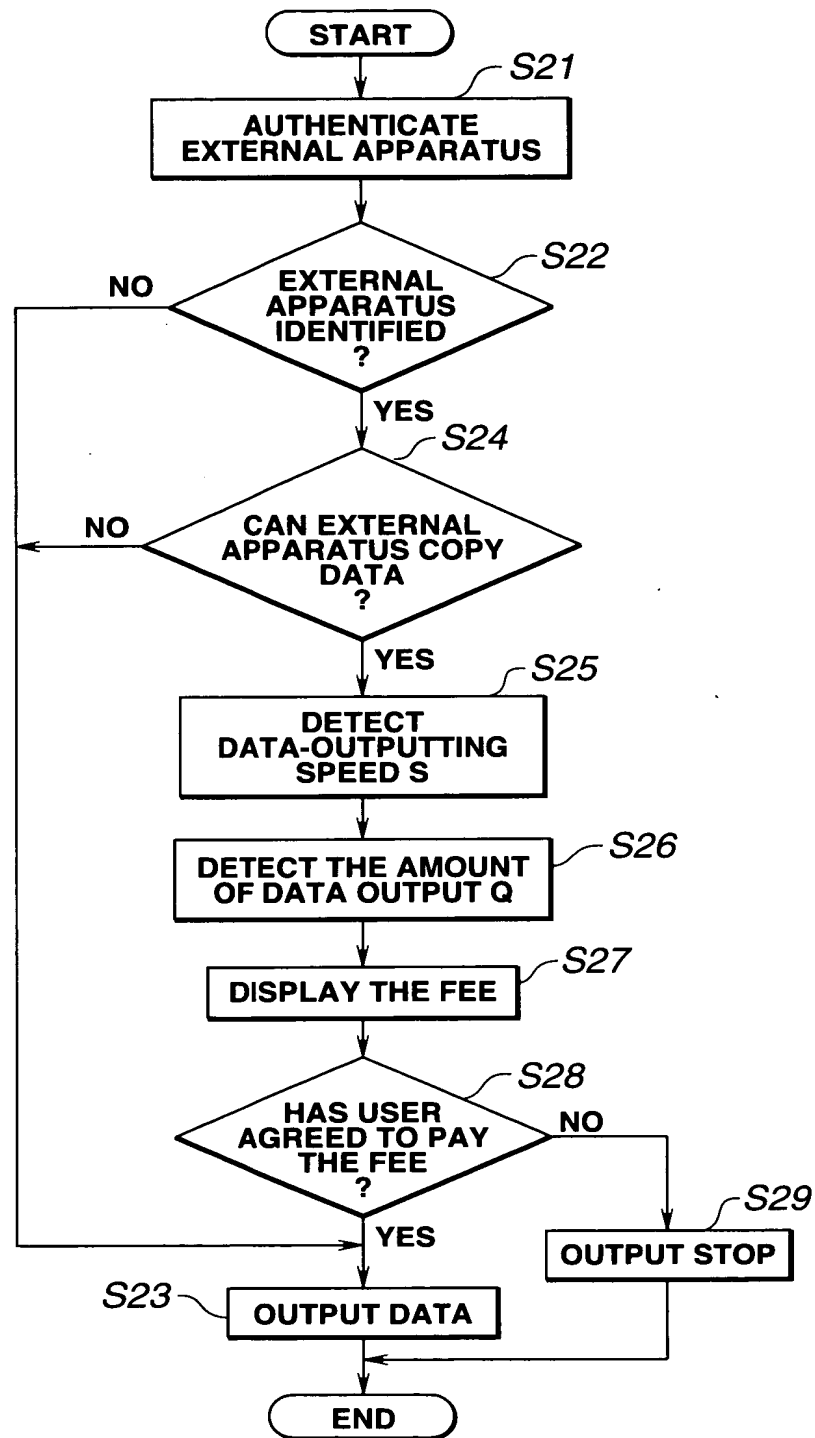 START
S21
AUTHENTICATE
EXTERNAL APPARATUS
S22
NO
EXTERNAL
APPARATUS
IDENTIFIED
?
YES
S24
NO
CAN EXTERNAL
APPARATUS COPY
DATA
?
YES
S25
DETECT
DATA-OUTPUTTING
SPEED S
S26
DETECT THE AMOUNT
OF DATA OUTPUT Q
S27
DISPLAY THE FEE
S28
HAS USER
AGREED TO PAY
THE FEE
?
NO
S29
YES
OUTPUT STOP
S23
OUTPUT DATA
END